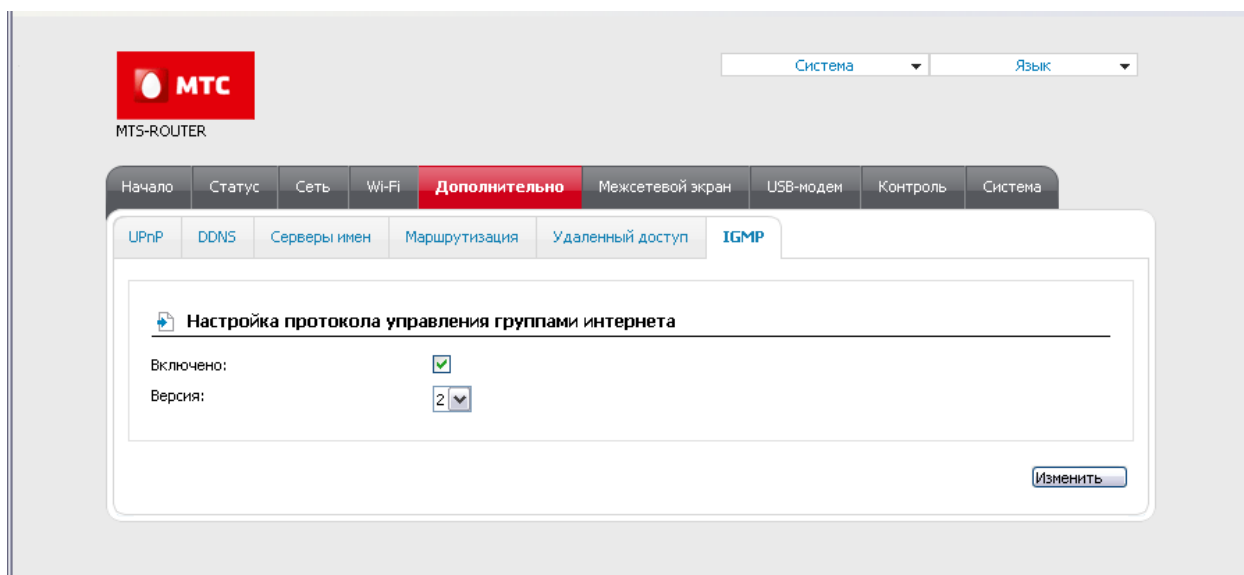 Система Язык
МТС
MTS-ROUTER
Начало Статус Сеть Wi-Fi Дополнительно Межсетевой экран USB-модем Контроль Система
UPnP DDNS Серверы имен Маршрутизация Удаленный доступ IGMP
Настройка протокола управления группами интернета
Включено:
Версия: 2
Изменить